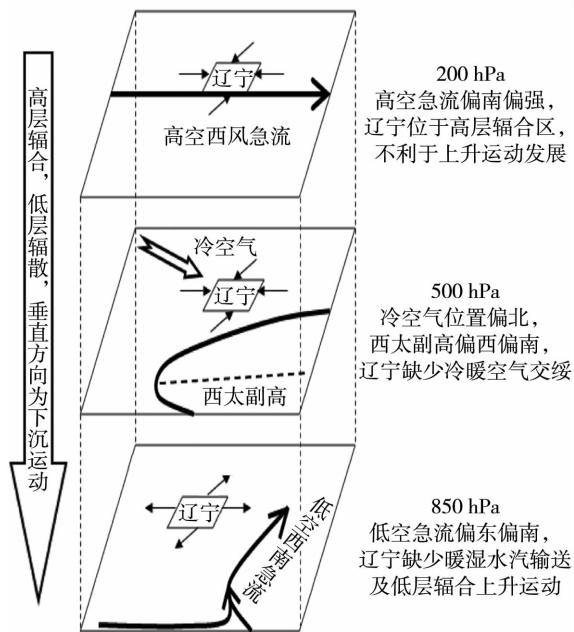 高层辐合，低层辐散，垂直方向为下沉运动
辽宁
高空西风急流
200 hPa
高空急流偏南偏强，
辽宁位于高层辐合区，
不利于上升运动发展
冷空气
辽宁
西太副高
500 hPa
冷空气位置偏北，
西太副高偏西偏南，
辽宁缺少冷暖空气交绥
辽宁
低空西南急流
850 hPa
低空急流偏东偏南，
辽宁缺少暖湿水汽输送
及低层辐合上升运动